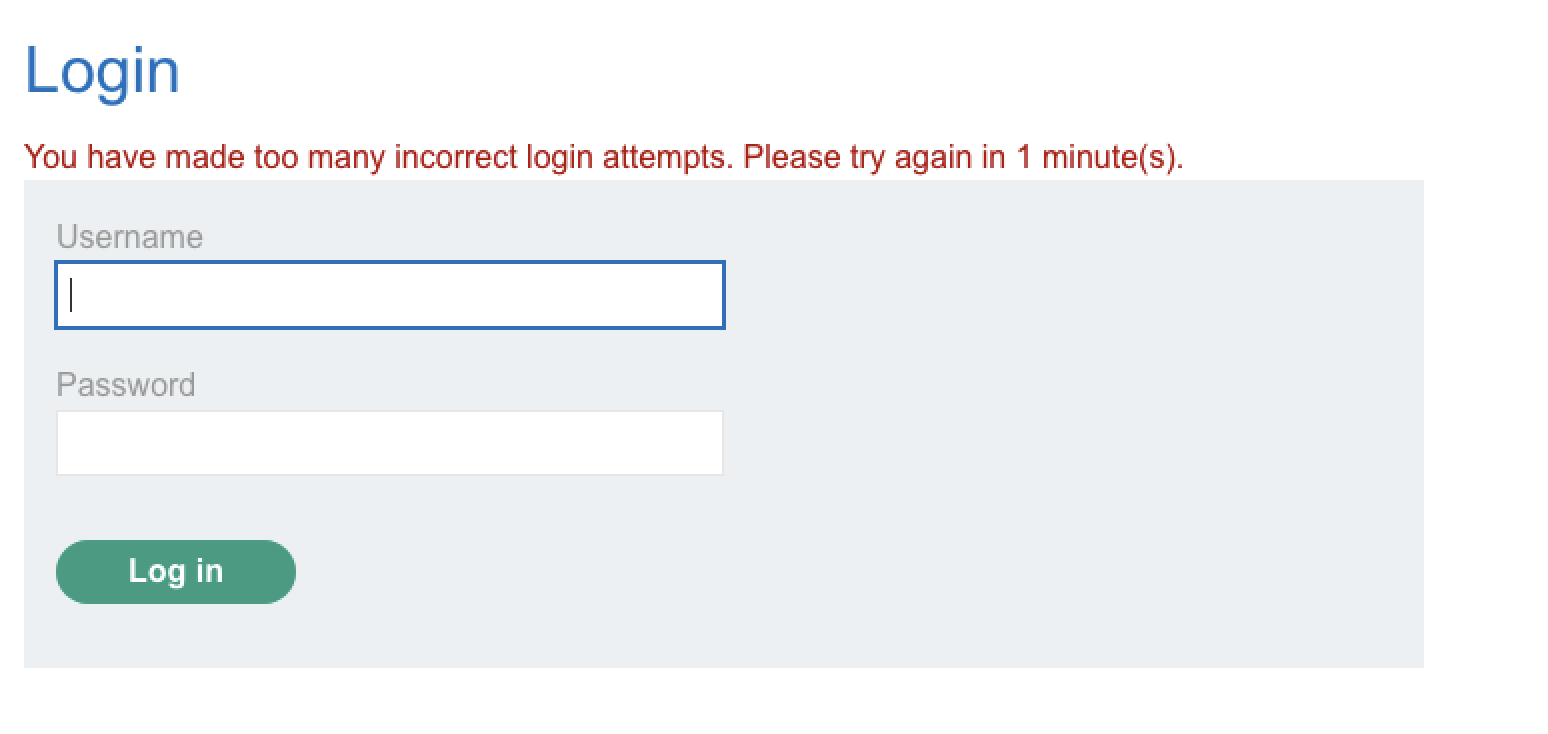 Login
You have made too many incorrect login attempts. Please try again in 1 minute(s).
Username
Password
Log in